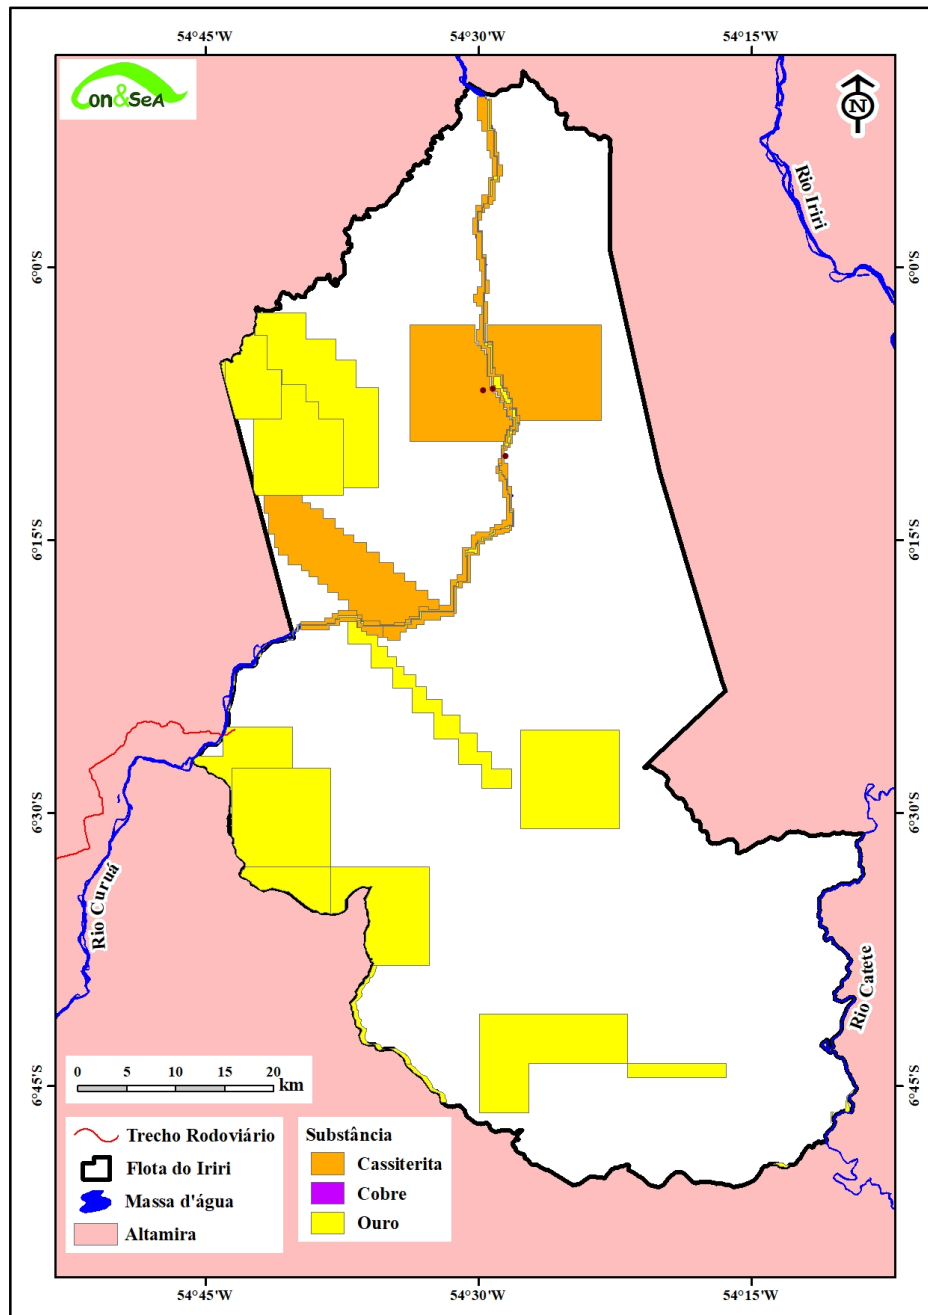 54°45'W 54°30'W 54°15'W
on&SeA
N
Rio Iriri
6°0'S 6°0'S
6°15'S 6°15'S
6°30'S 6°30'S
Rio Curuá
Rio Catete
6°45'S 6°45'S
0 5 10 15 20
km
Trecho Rodoviário
Flota do Iriri
Massa d'água
Altamira
Substância
Cassiterita
Cobre
Ouro
54°45'W 54°30'W 54°15'W